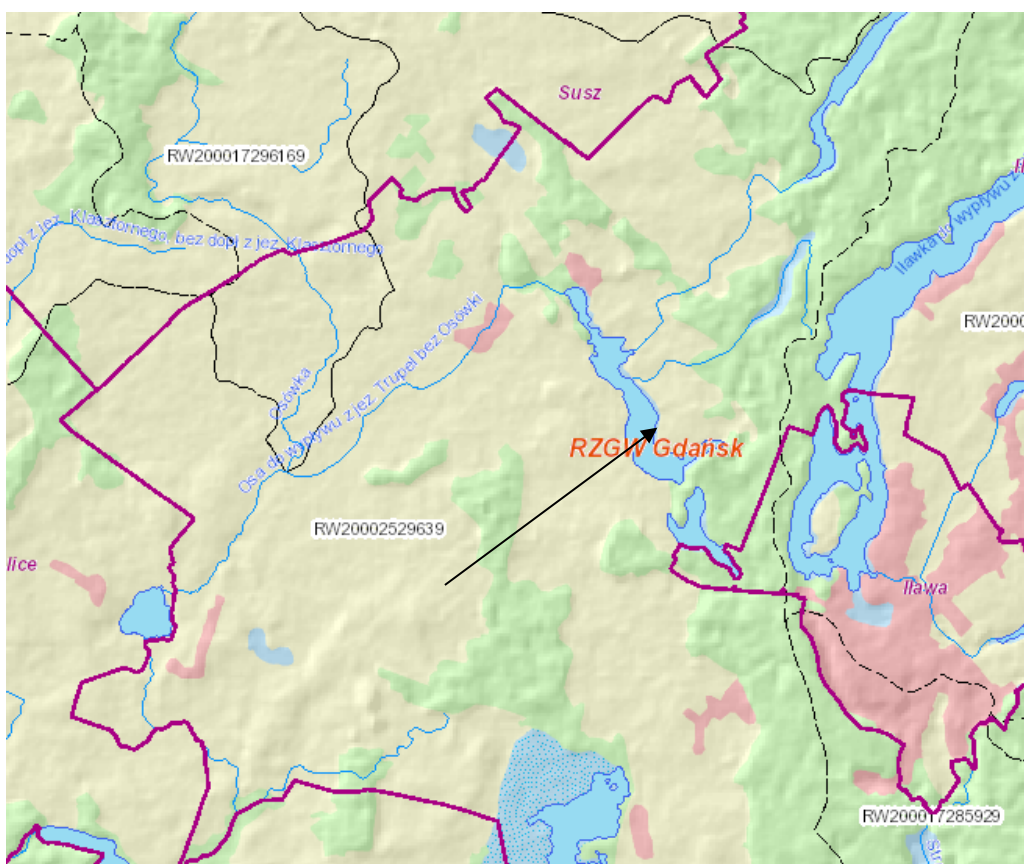 Susz
RW200017296169
dopł z jez. Klasztornego, bez dopł z jez. Klasztornego
Iławka do wypływu z
RW2000
Osa do wypływu z jez. Trupel bez Osówki
Osówka
RZGW Gdańsk
RW20002529639
lice
Iława
RW200017285929